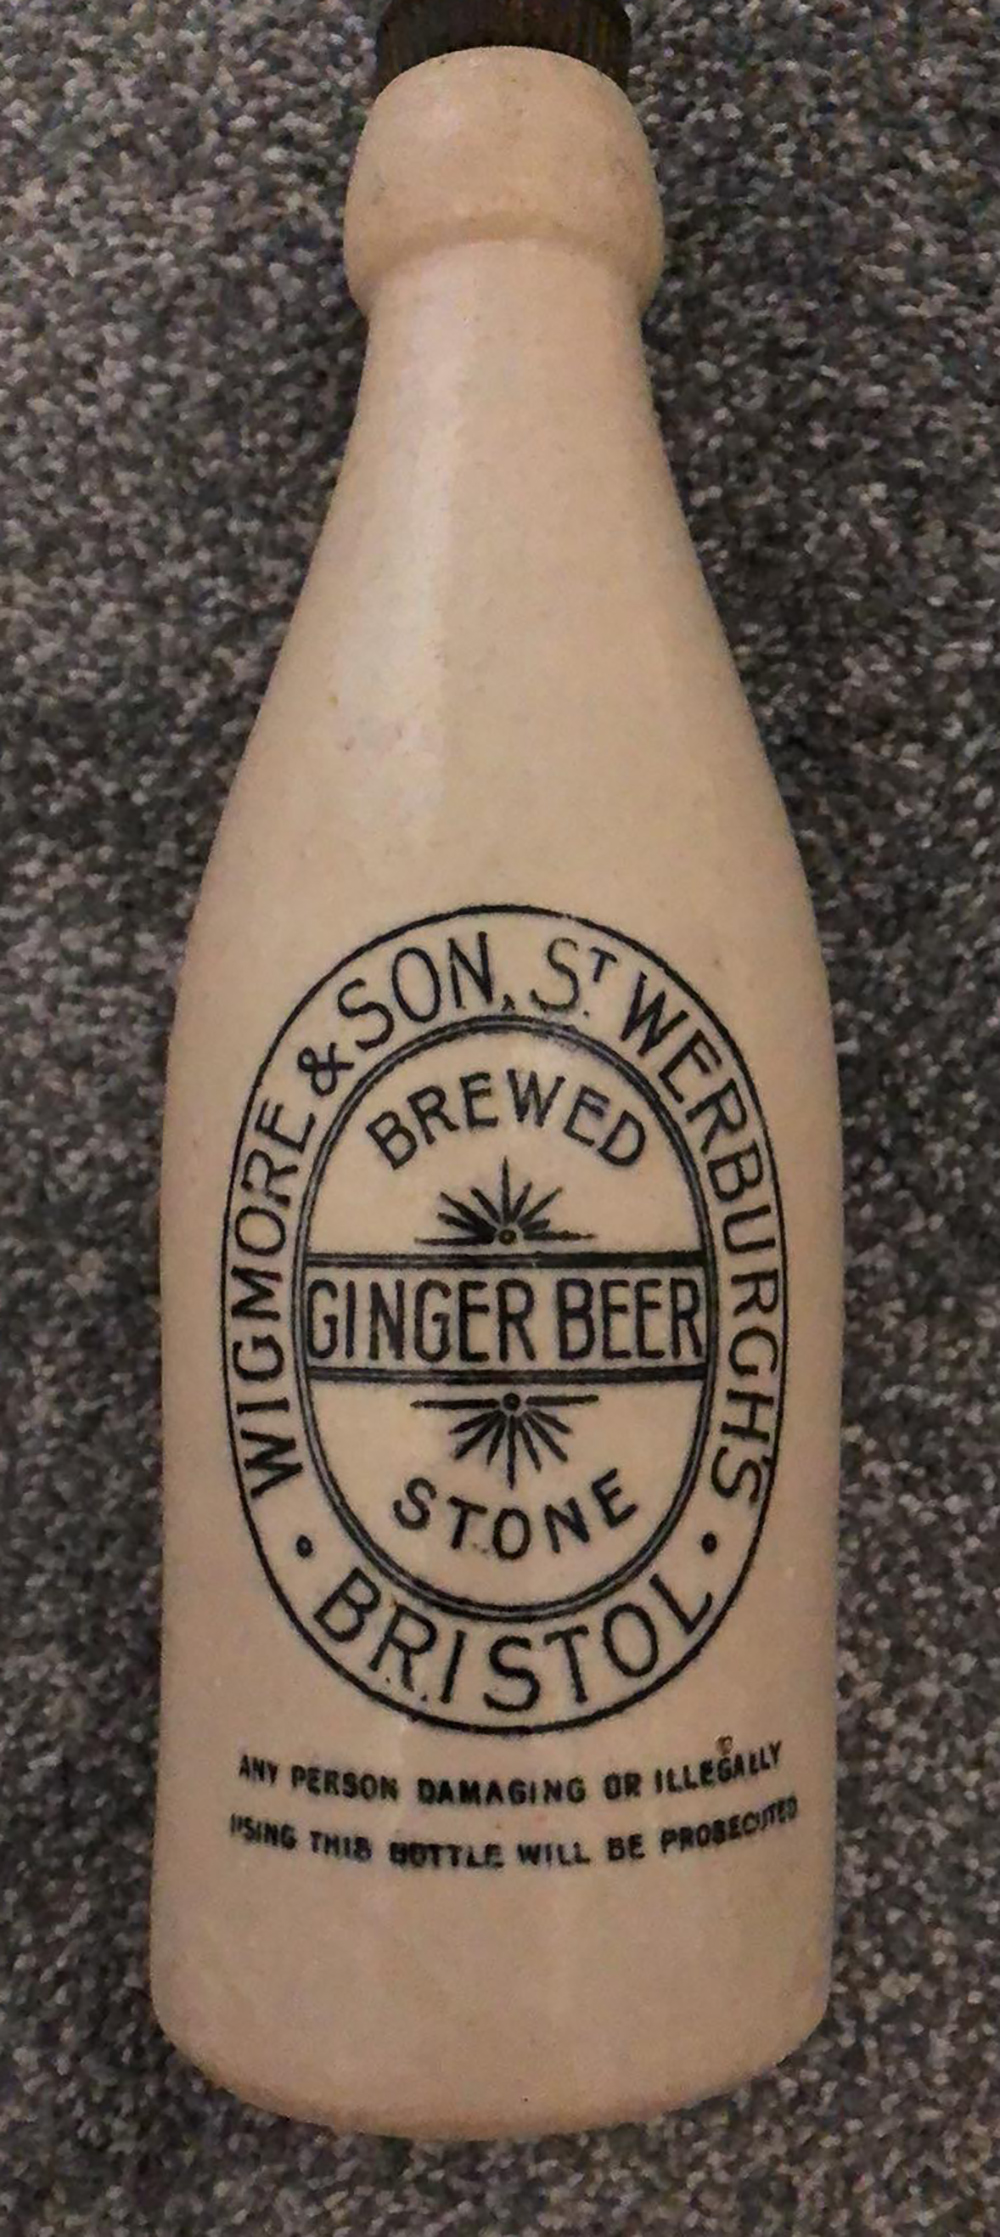 WIGMORE & SON, ST. WERBURGH'S
BREWED
GINGER BEER
STONE
• BRISTOL •
ANY PERSON DAMAGING OR ILLEGALLY
USING THIS BOTTLE WILL BE PROSECUTED